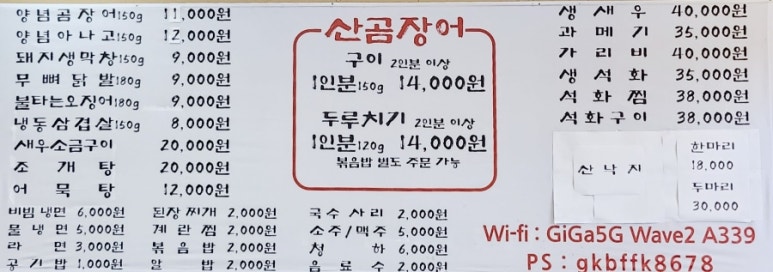 양념곰장어150g 11,000원
양념아나고150g 12,000원
돼지생막창150g 9,000원
무뼈닭발180g 9,000원
불타는오징어180g 9,000원
냉동삼겹살150g 8,000원
새우소금구이 20,000원
조개탕 20,000원
어묵탕 12,000원
비빔냉면 6,000원
물냉면 5,000원
라면 3,000원
공기밥 1,000원
된장찌개 2,000원
계란찜 2,000원
볶음밥 2,000원
알밥 2,000원
산곰장어
구이 2인분 이상
1인분150g 14,000원
두루치기 2인분 이상
1인분120g 14,000원
볶음밥 별도 주문 가능
국수사리 2,000원
소주/맥주 5,000원
청하 6,000원
음료수 2,000원
생새우 40,000원
과메기 35,000원
가리비 40,000원
생석화 35,000원
석화찜 38,000원
석화구이 38,000원
산낙지
한마리
18,000
두마리
30,000
Wi-fi : GiGa5G Wave2 A339
PS : gkbffk8678